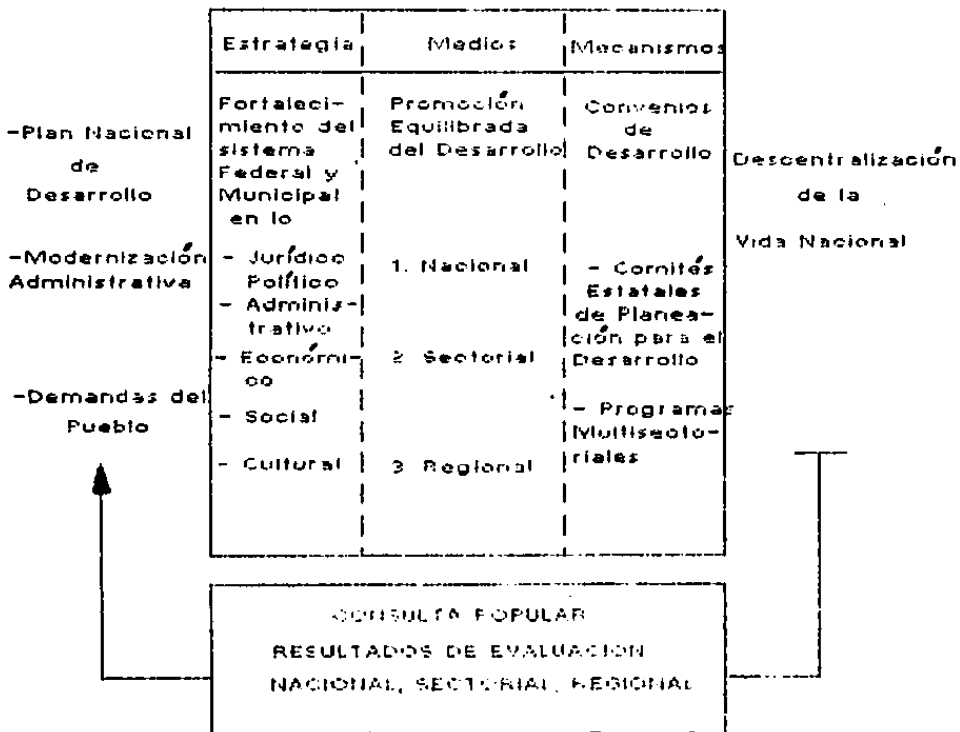 Estrategia Medios Mecanismos
-Plan Nacional
de
Desarrollo
-Modernización
Administrativa
-Demandas del
Pueblo
Fortaleci-
miento del
sistema
Federal y
Municipal
en lo
- Jurídico
Político
- Adminis-
trativo
- Económi-
co
- Social
- Cultural
Promoción
Equilibrada
del Desarrollo
1. Nacional
2 Sectorial
3 Regional
Convenios
de
Desarrollo
- Comités
Estatales
de Planea-
ción para el
Desarrollo
- Programas
Multisecto-
riales
Descentralización
de la
Vida Nacional
CONSULTA POPULAR
RESULTADOS DE EVALUACION
NACIONAL, SECTORIAL, REGIONAL